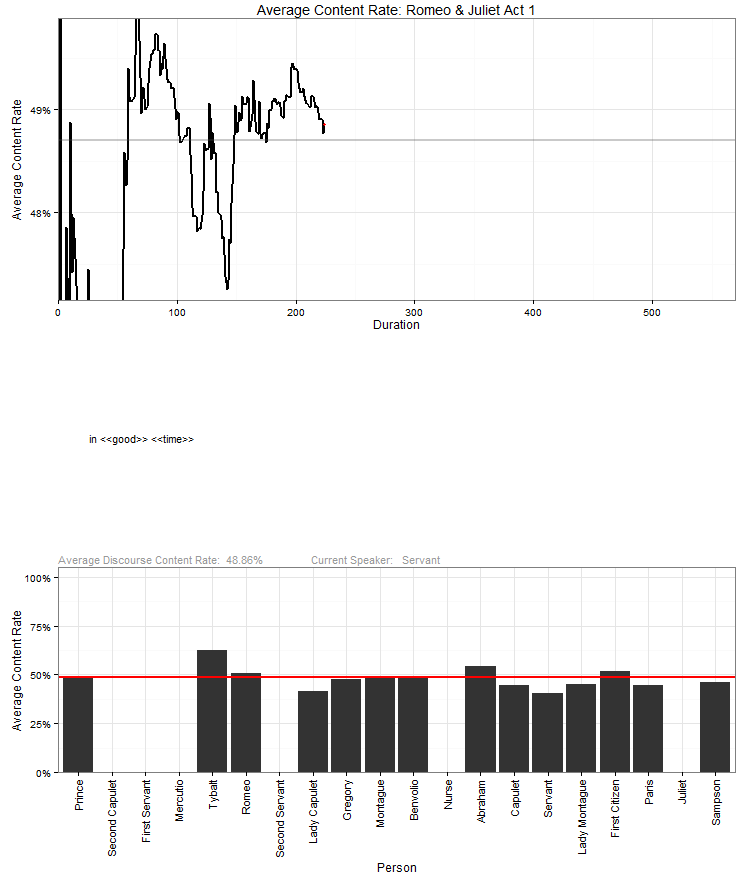 Average Content Rate: Romeo & Juliet Act 1
Average Content Rate
49%
48%
0 100 200 300 400 500
Duration
in <<good>> <<time>>
Average Discourse Content Rate: 48.86% Current Speaker: Servant
Average Content Rate
100%
75%
50%
25%
0%
Prince
Second Capulet
First Servant
Mercutio
Tybalt
Romeo
Second Servant
Lady Capulet
Gregory
Montague
Benvolio
Nurse
Abraham
Capulet
Servant
Lady Montague
First Citizen
Paris
Juliet
Sampson
Person